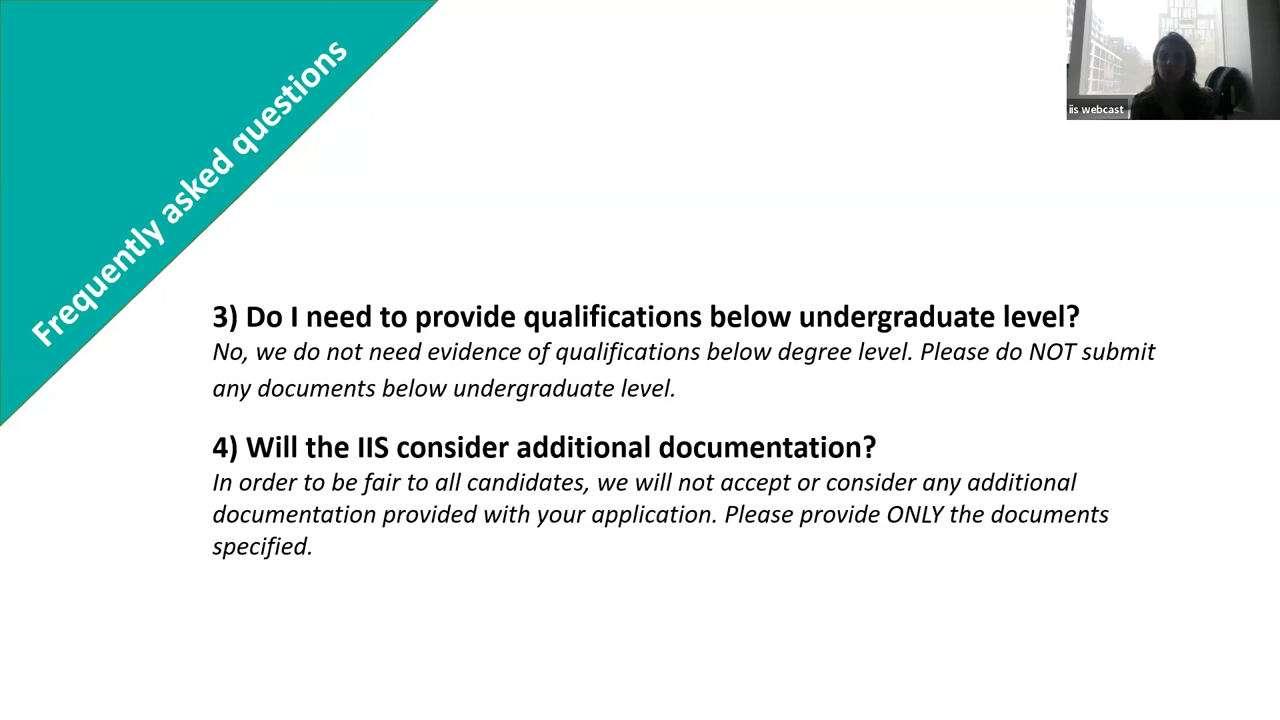 Frequently asked questions
iis webcast
3) Do I need to provide qualifications below undergraduate level?
No, we do not need evidence of qualifications below degree level. Please do NOT submit
any documents below undergraduate level.
4) Will the IIS consider additional documentation?
In order to be fair to all candidates, we will not accept or consider any additional
documentation provided with your application. Please provide ONLY the documents
specified.